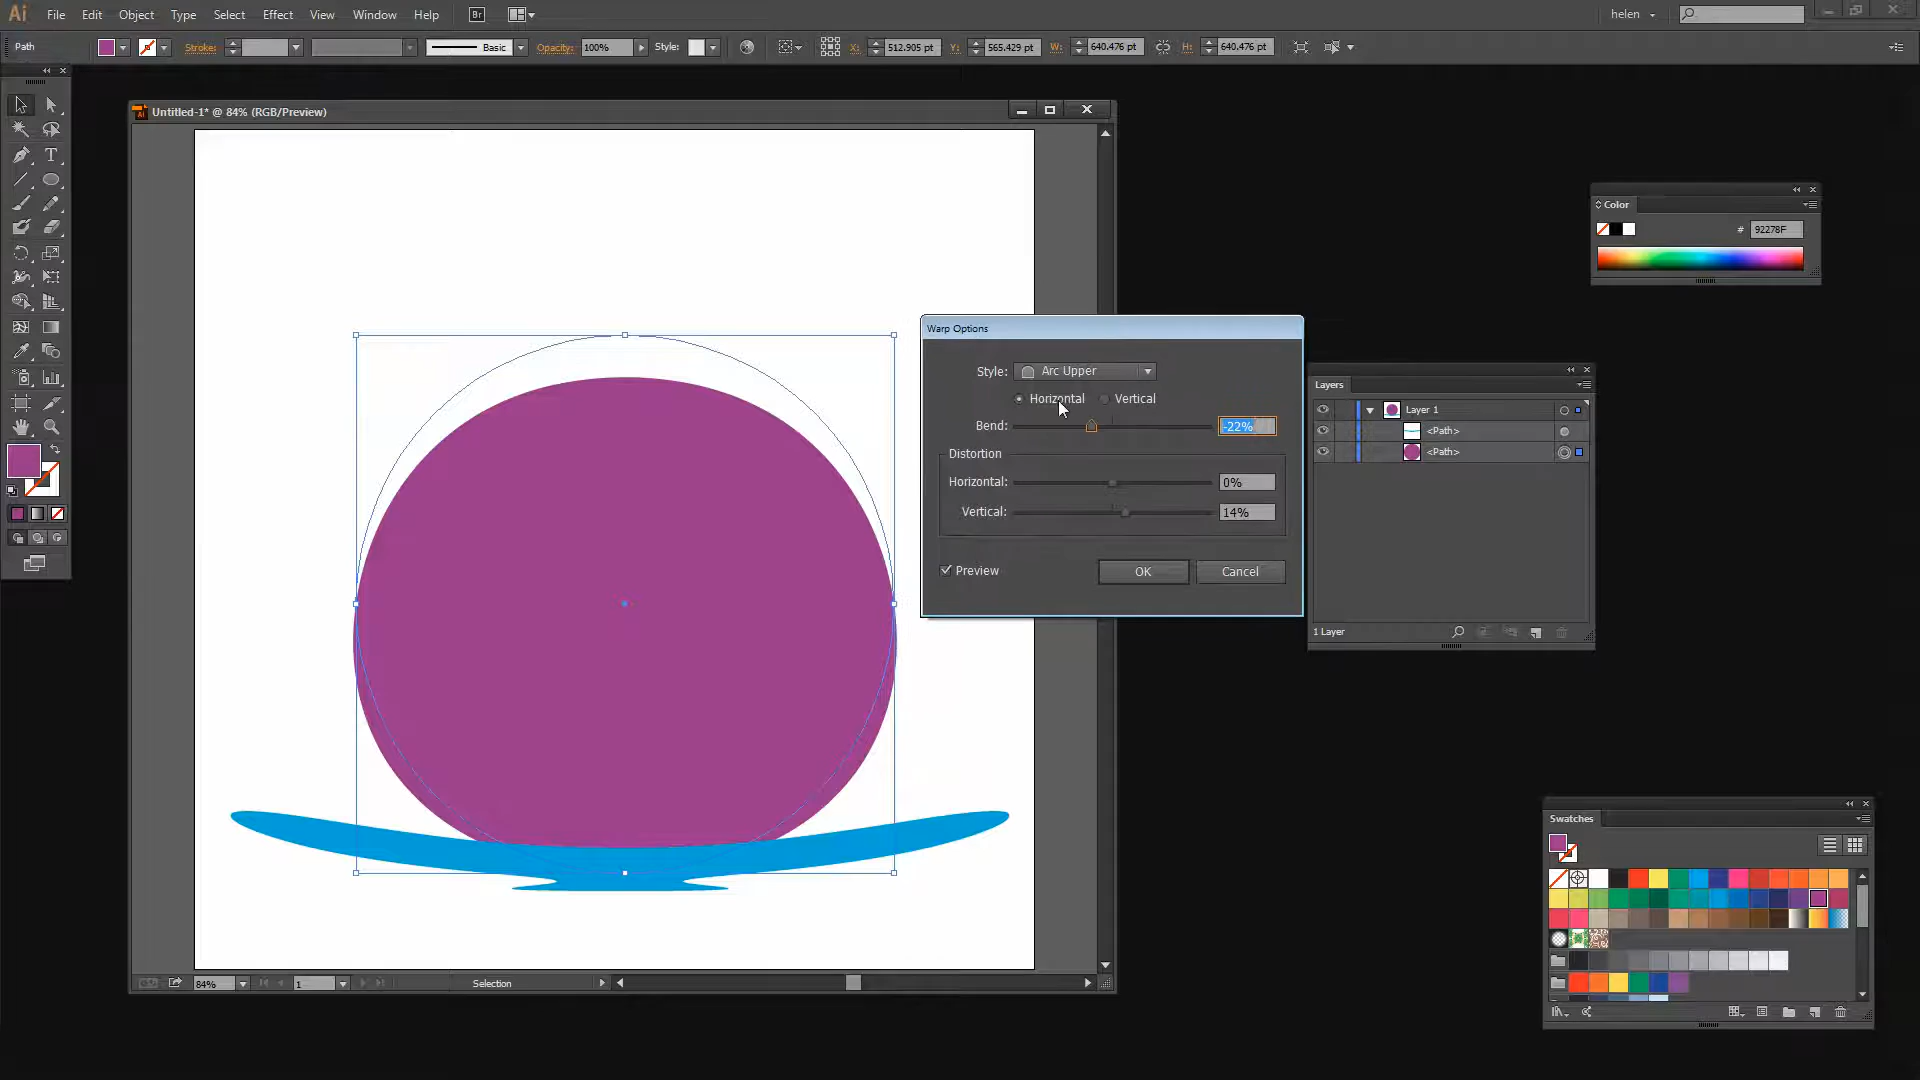 Ai File Edit Object Type Select Effect View Window Help Br helen
Path Stroke: Basic Opacity: 100% Style: X: 512.905 pt Y: 565.429 pt W: 640.476 pt H: 640.476 pt
Untitled-1* @ 84% (RGB/Preview)
Color
# 92278F
Warp Options
Style: Arc Upper
Horizontal Vertical
Bend: -22%
Distortion
Horizontal: 0%
Vertical: 14%
Preview OK Cancel
Layers
Layer 1
<Path>
<Path>
1 Layer
Swatches
84% 1 Selection